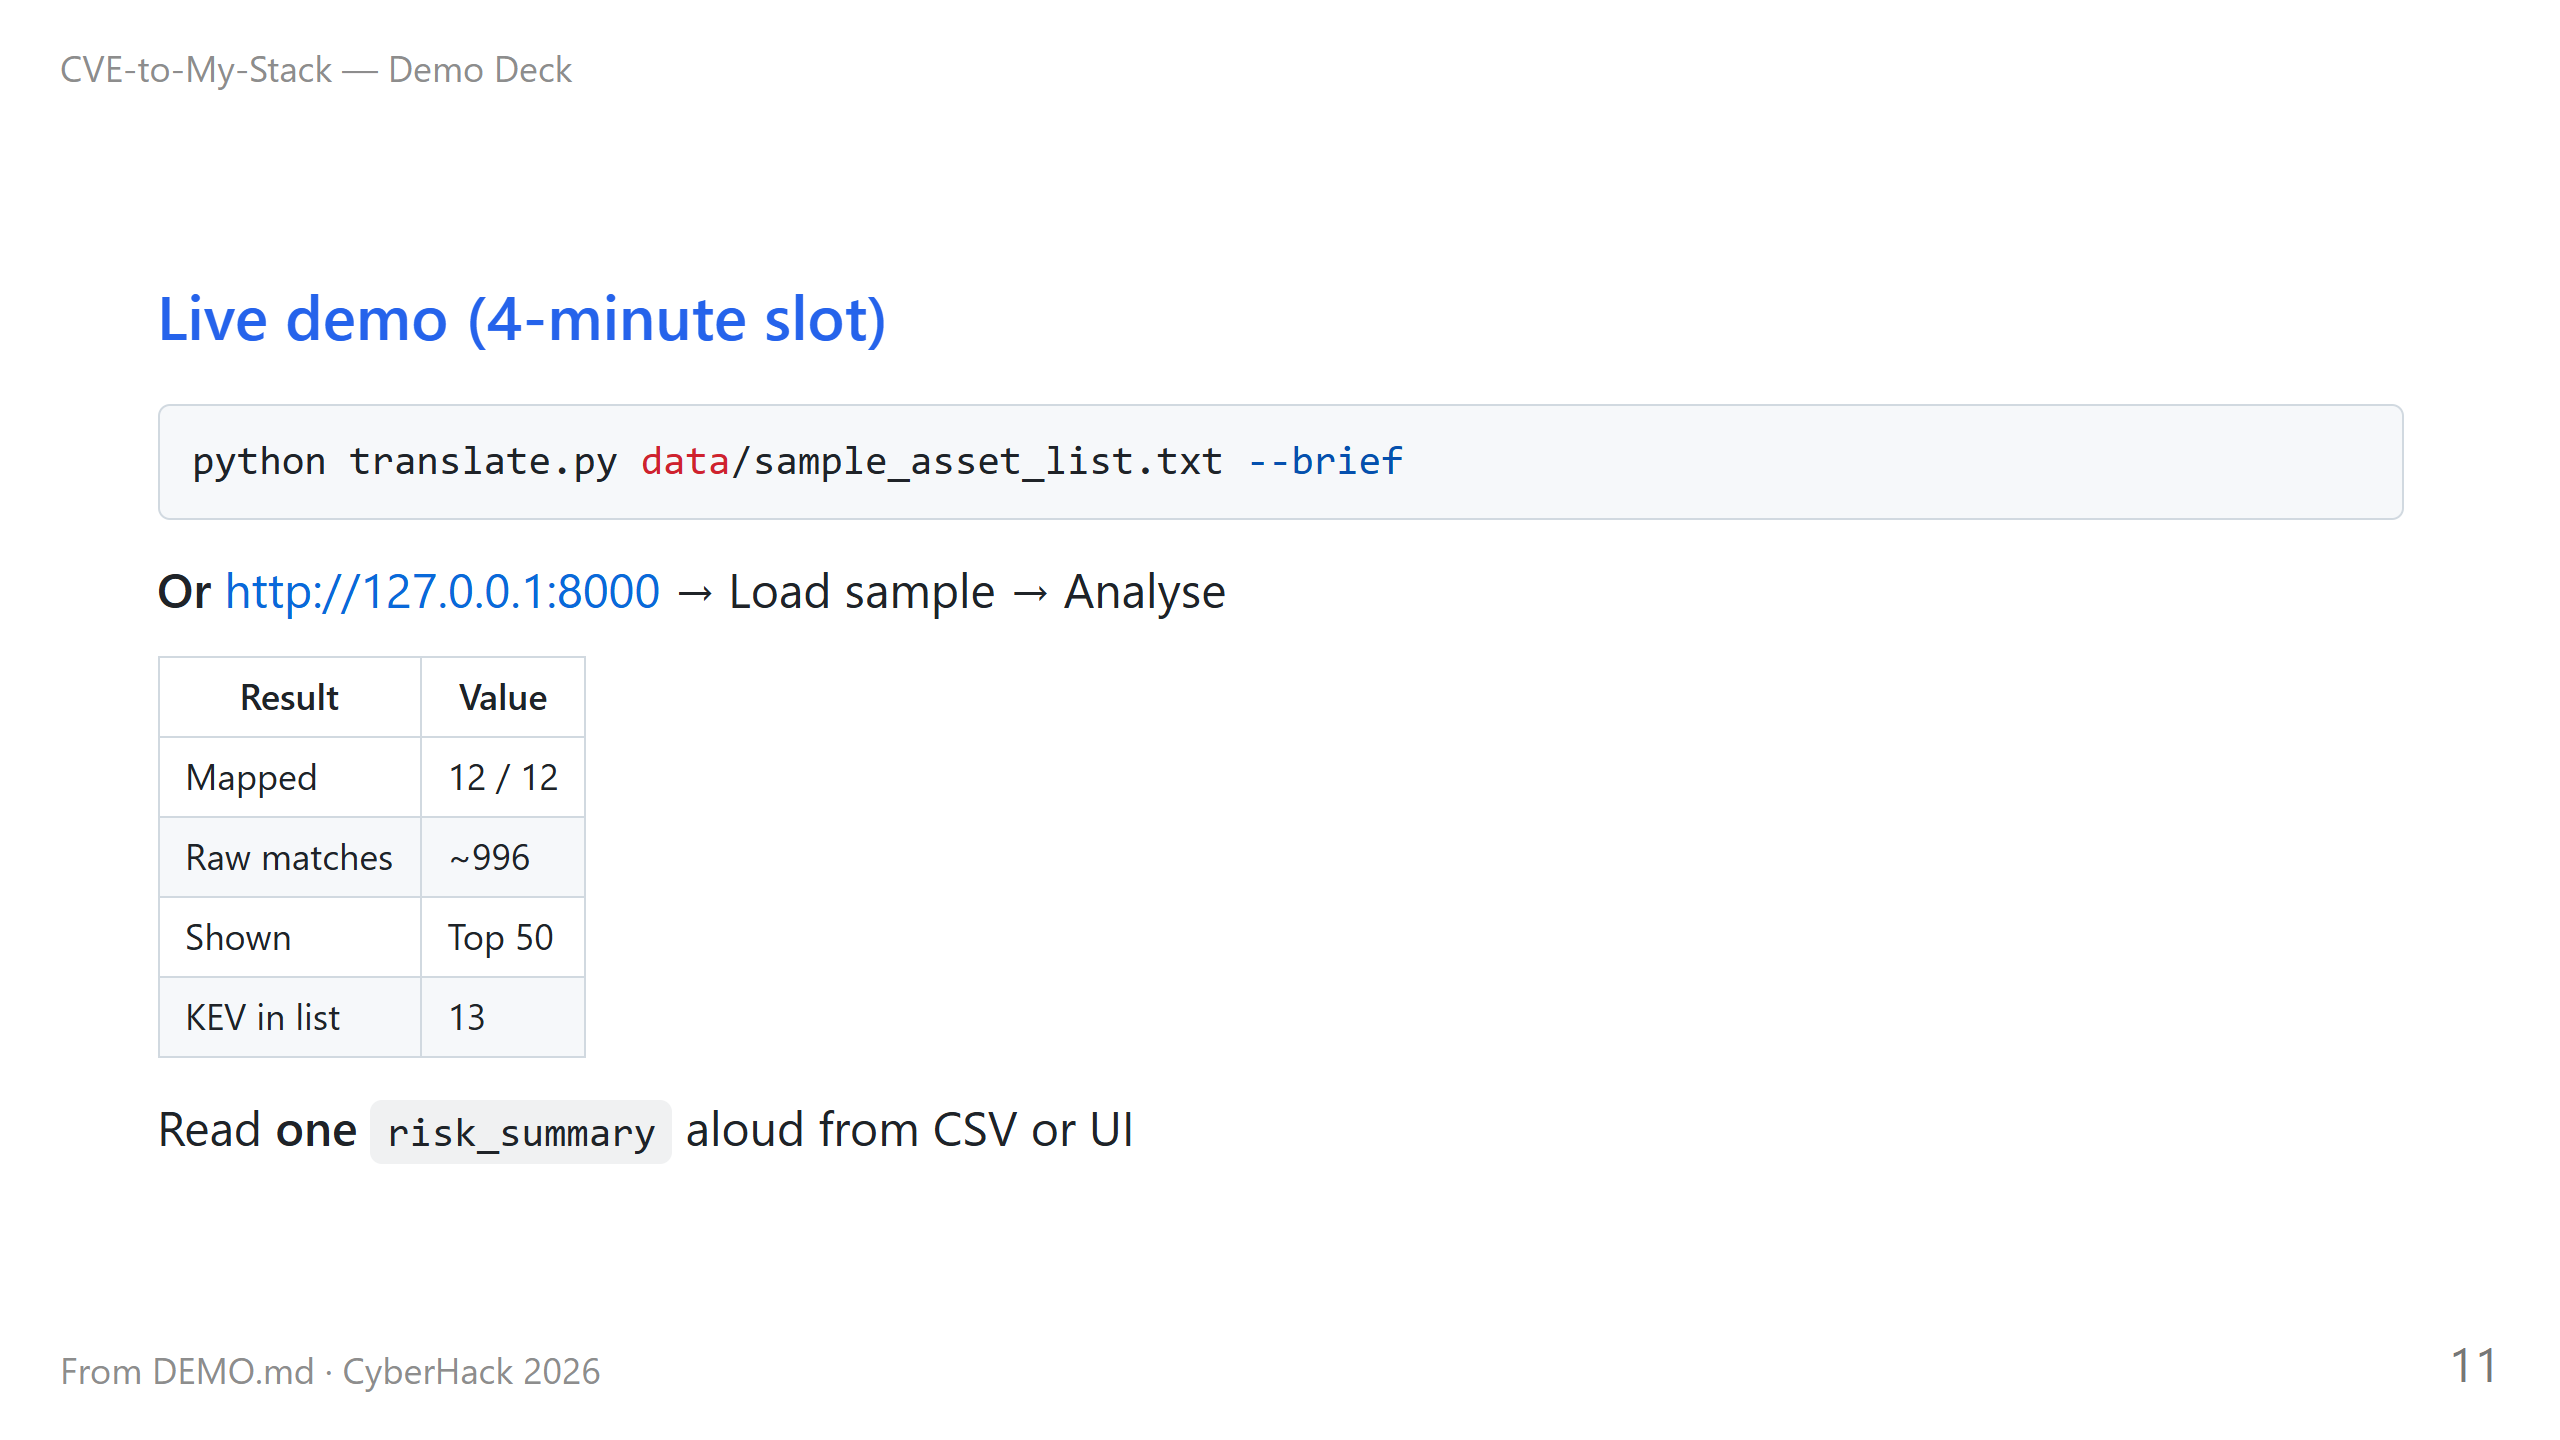 CVE-to-My-Stack — Demo Deck
Live demo (4-minute slot)
python translate.py data/sample_asset_list.txt --brief
Or http://127.0.0.1:8000 → Load sample → Analyse
Result Value
Mapped 12 / 12
Raw matches ~996
Shown Top 50
KEV in list 13
Read one risk_summary aloud from CSV or UI
From DEMO.md · CyberHack 2026
11